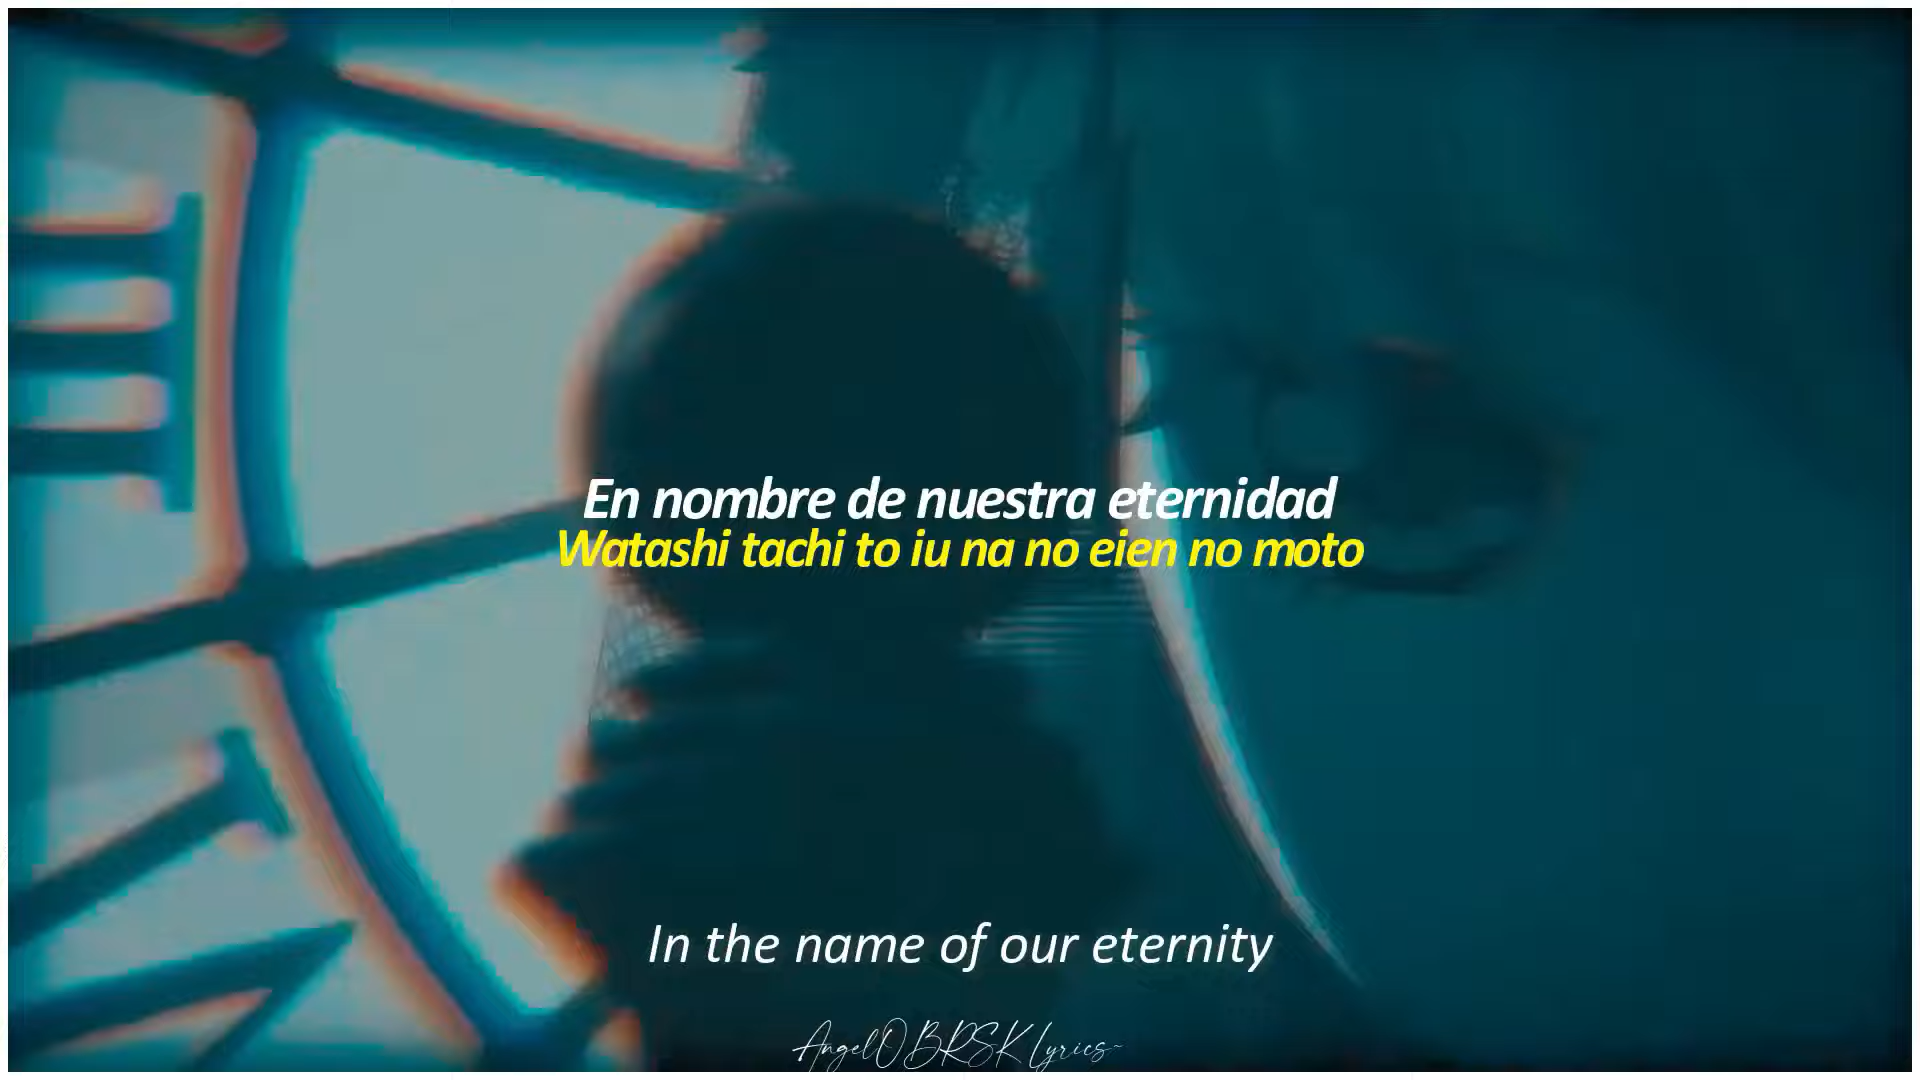 En nombre de nuestra eternidad
Watashi tachi to iu na no eien no moto
In the name of our eternity
AngelOBRSK Lyrics~